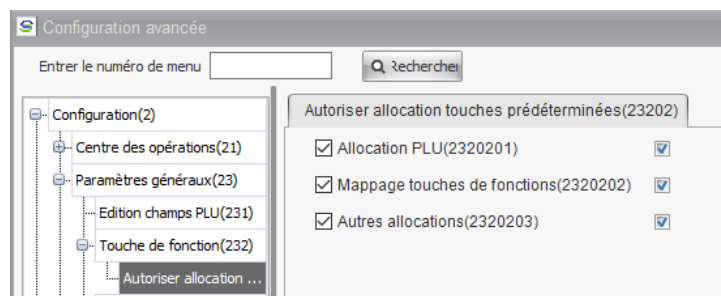 Configuration avancée
Entrer le numéro de menu
Rechercher
Configuration(2)
Centre des opérations(21)
Paramètres généraux(23)
Edition champs PLU(231)
Touche de fonction(232)
Autoriser allocation ...
Autoriser allocation touches prédéterminées(23202)
Allocation PLU(2320201)
Mappage touches de fonctions(2320202)
Autres allocations(2320203)